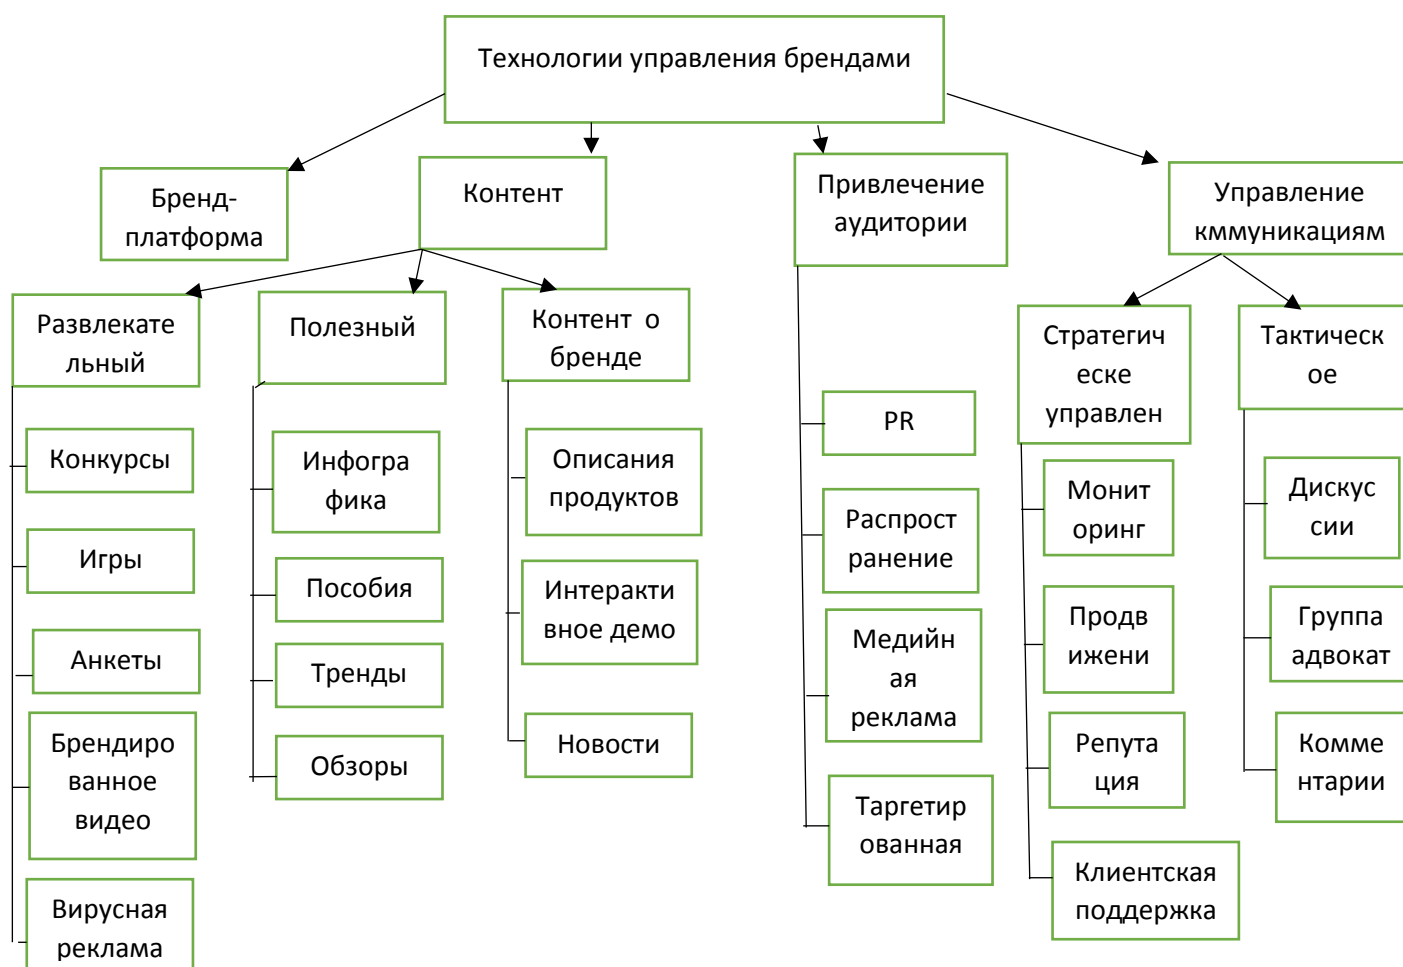 Технологии управления брендами
Бренд-
платформа
Контент
Привлечение
аудитории
Управление
кммуникациям
Развлекате
льный
Полезный
Контент о
бренде
Стратегич
еске
управлен
Тактическ
ое
Конкурсы
Игры
Анкеты
Брендиро
ванное
видео
Вирусная
реклама
Инфогра
фика
Пособия
Тренды
Обзоры
Описания
продуктов
Интеракти
вное демо
Новости
PR
Распрост
ранение
Медийн
ая
реклама
Таргетир
ованная
Монит
оринг
Продв
ижени
Репута
ция
Клиентская
поддержка
Дискус
сии
Группа
адвокат
Комме
нтарии